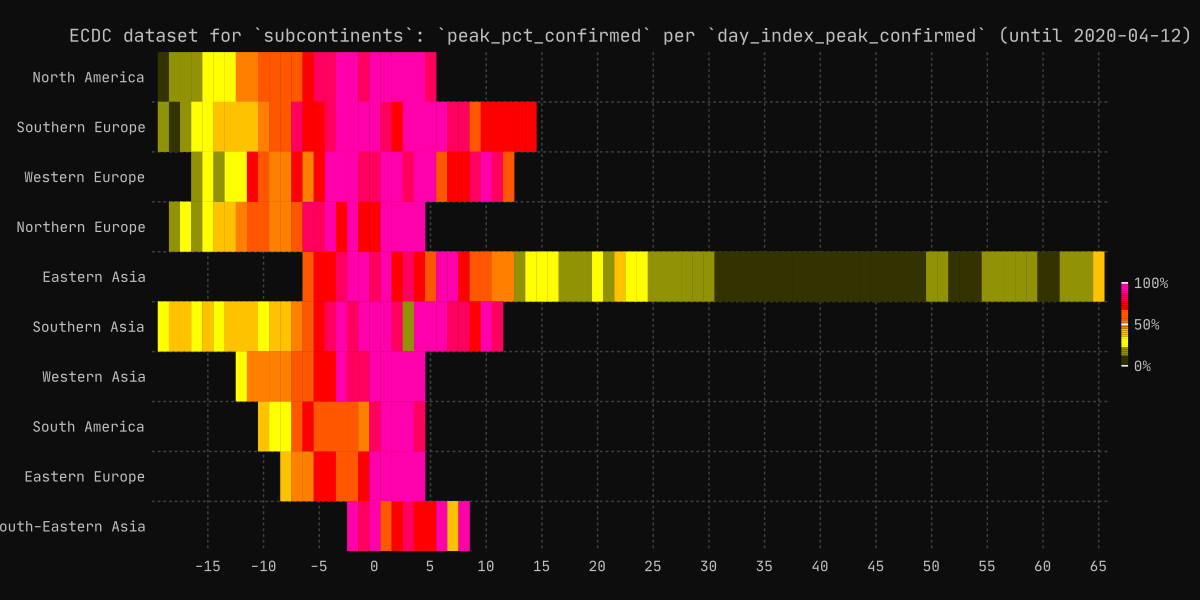 ECDC dataset for `subcontinents`: `peak_pct_confirmed` per `day_index_peak_confirmed` (until 2020-04-12)
North America
Southern Europe
Western Europe
Northern Europe
Eastern Asia
Southern Asia
Western Asia
South America
Eastern Europe
outh-Eastern Asia
100%
50%
0%
-15 -10 -5 0 5 10 15 20 25 30 35 40 45 50 55 60 65